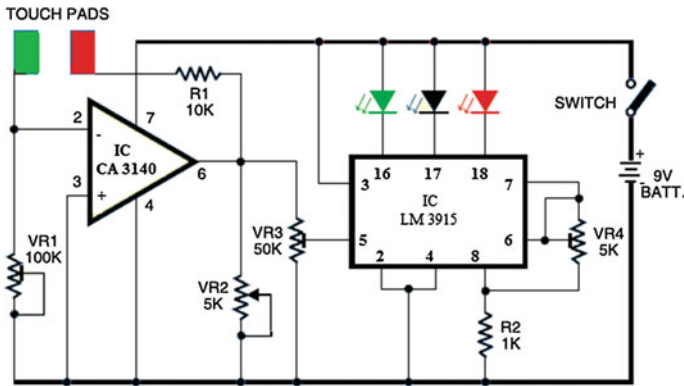 TOUCH PADS
R1
10K
SWITCH
2
7
-
IC
CA 3140
6
3
+
4
16
17
18
3
7
IC
LM 3915
5
6
2
4
8
+
9V
-
BATT.
VR1
100K
VR3
50K
VR4
5K
VR2
5K
R2
1K